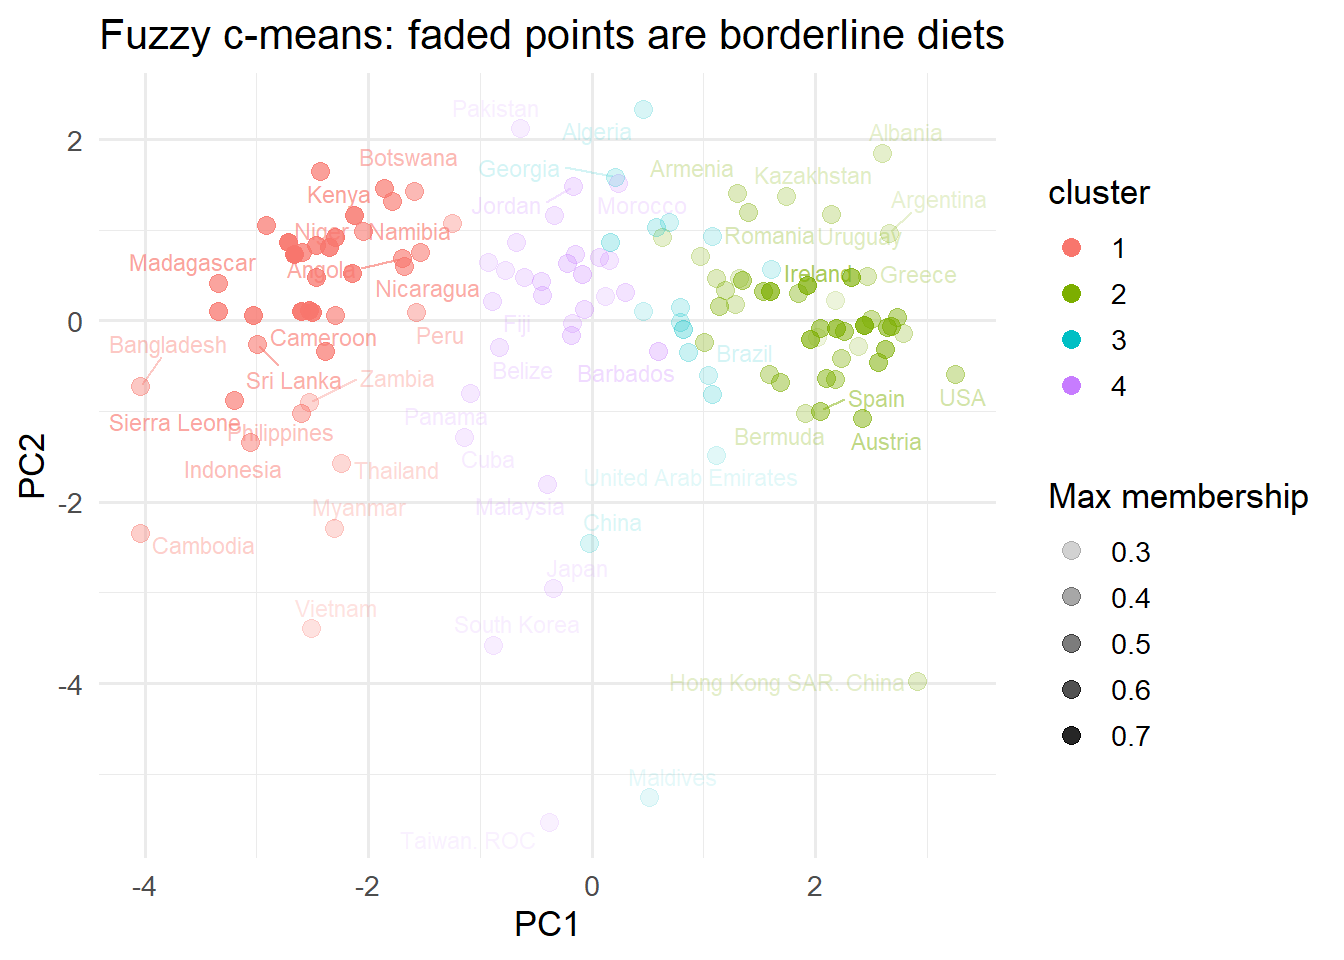 Fuzzy c-means: faded points are borderline diets
Pakistan
Algeria
Albania
Botswana
Georgia
Armenia
Kazakhstan
Kenya
Jordan
Morocco
Argentina
Niger
Namibia
Romania
Uruguay
Madagascar
Angola
Ireland
Greece
Nicaragua
Fiji
Cameroon
Peru
Bangladesh
Brazil
Sri Lanka
Zambia
Belize
Barbados
USA
Spain
Sierra Leone
Philippines
Panama
Bermuda
Austria
Indonesia
Thailand
Cuba
United Arab Emirates
Myanmar
Malaysia
China
Cambodia
Japan
Vietnam
South Korea
Hong Kong SAR. China
Maldives
Taiwan. ROC
2
0
-2
-4
PC2
-4
-2
0
2
PC1
cluster
1
2
3
4
Max membership
0.3
0.4
0.5
0.6
0.7